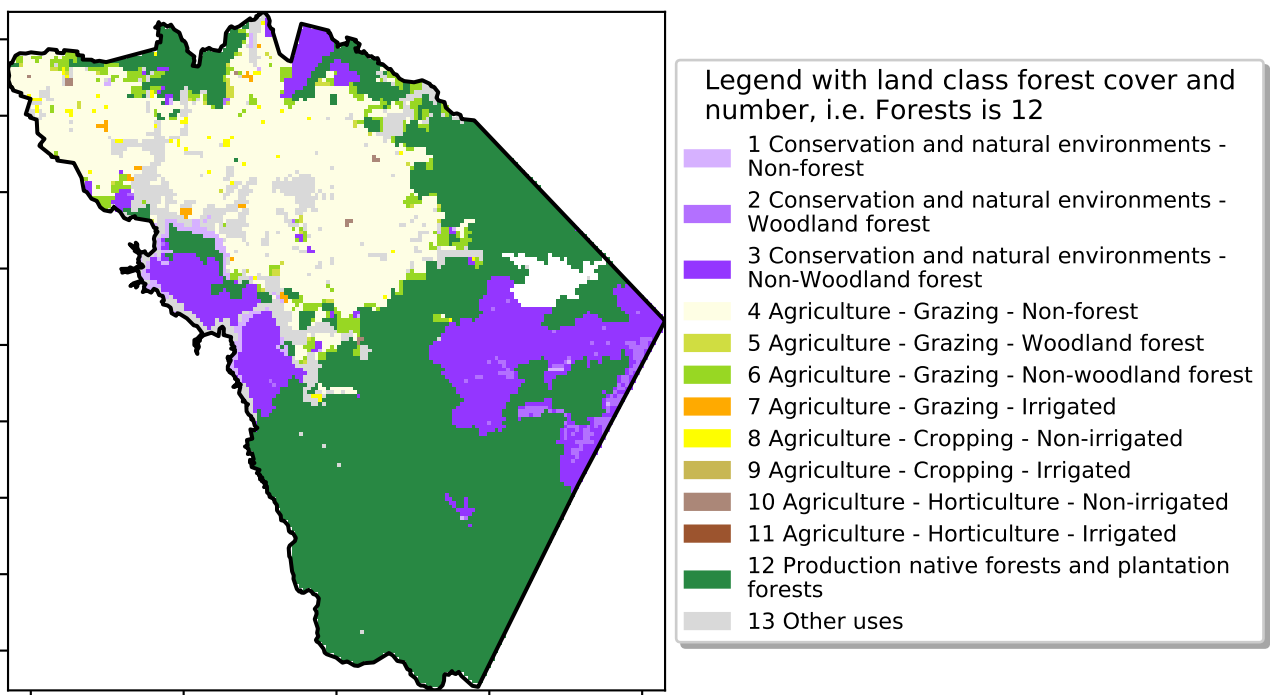 Legend with land class forest cover and
number, i.e. Forests is 12
1 Conservation and natural environments -
Non-forest
2 Conservation and natural environments -
Woodland forest
3 Conservation and natural environments -
Non-Woodland forest
4 Agriculture - Grazing - Non-forest
5 Agriculture - Grazing - Woodland forest
6 Agriculture - Grazing - Non-woodland forest
7 Agriculture - Grazing - Irrigated
8 Agriculture - Cropping - Non-irrigated
9 Agriculture - Cropping - Irrigated
10 Agriculture - Horticulture - Non-irrigated
11 Agriculture - Horticulture - Irrigated
12 Production native forests and plantation
forests
13 Other uses